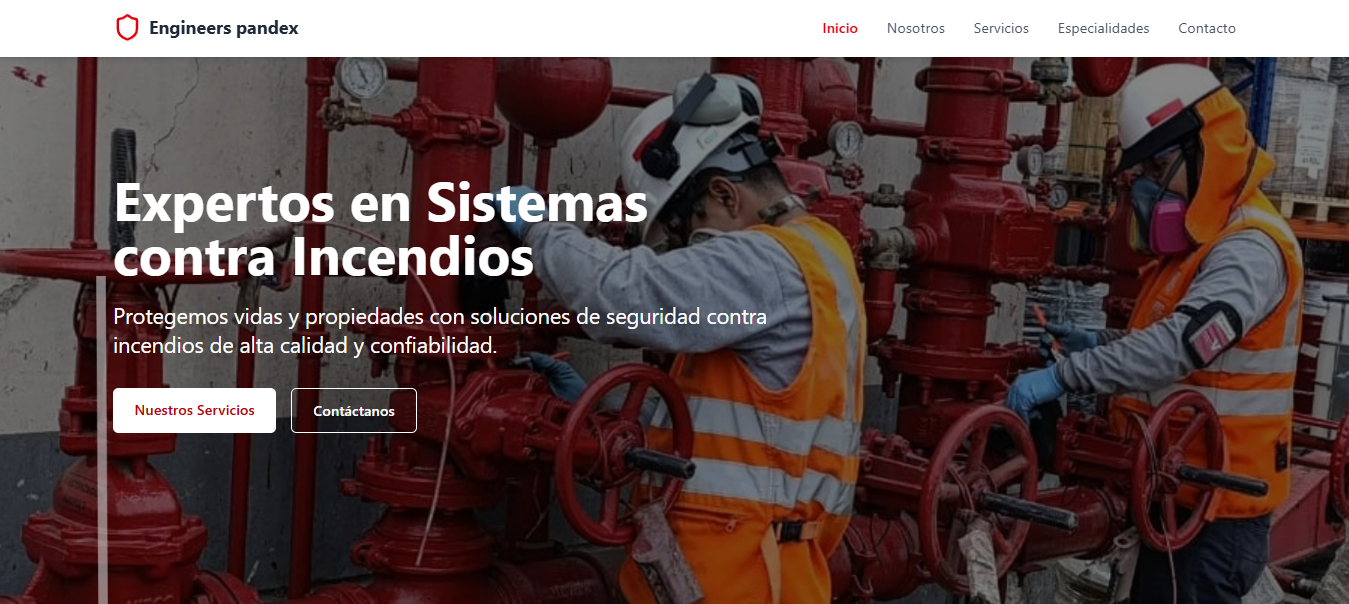 Engineers pandex
Inicio
Nosotros
Servicios
Especialidades
Contacto
Expertos en Sistemas
contra Incendios
Protegemos vidas y propiedades con soluciones de seguridad contra
incendios de alta calidad y confiabilidad.
Nuestros Servicios
Contáctanos